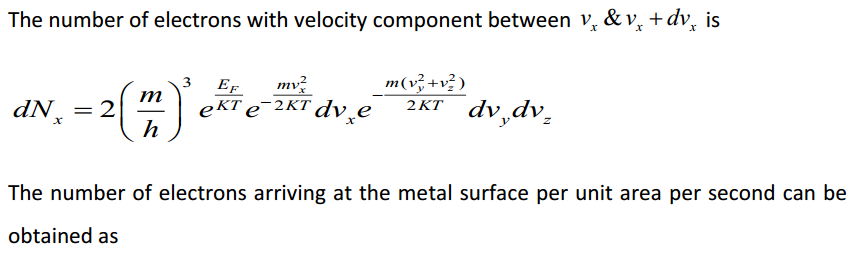 The number of electrons with velocity component between $v_x$ & $v_x + dv_x$ is
$dN_x = 2\left(\frac{m}{h}\right)^3 e^{\frac{E_F}{KT}} e^{-\frac{mv_x^2}{2KT}} dv_x e^{-\frac{m(v_y^2+v_z^2)}{2KT}} dv_y dv_z$
The number of electrons arriving at the metal surface per unit area per second can be
obtained as